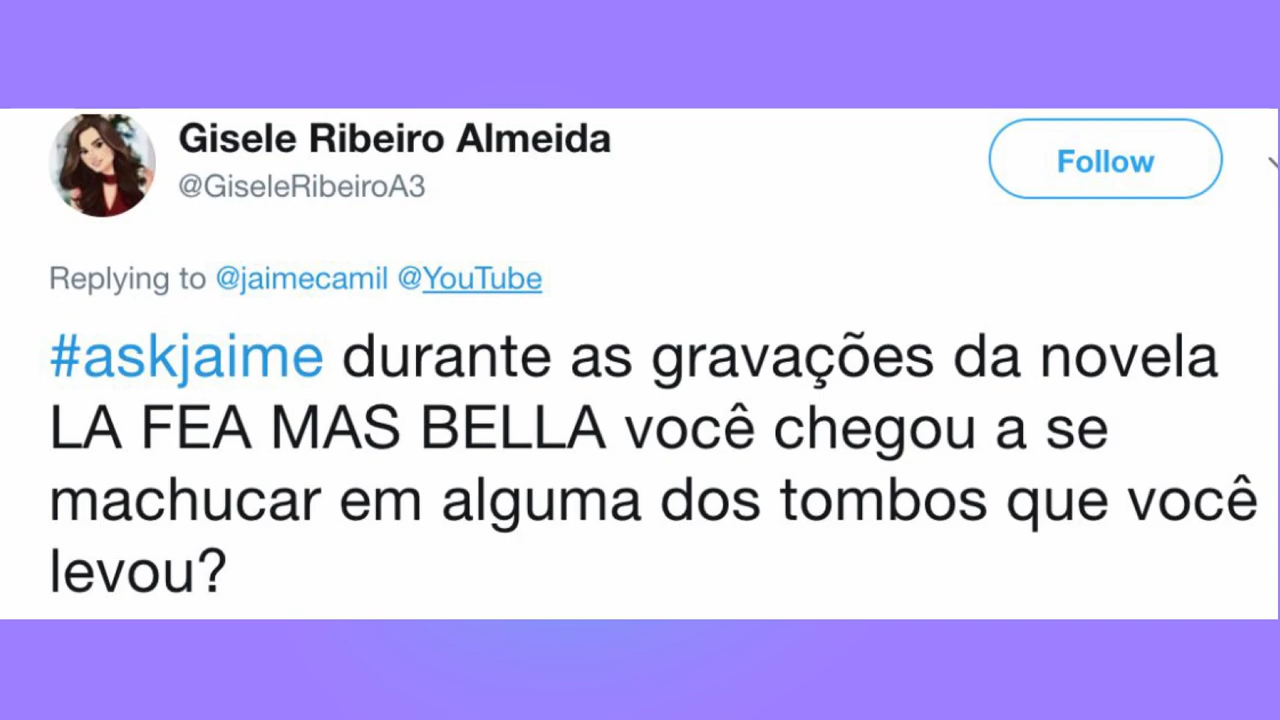 Gisele Ribeiro Almeida
@GiseleRibeiroA3
Follow
Replying to @jaimecamil @YouTube
#askjaime durante as gravações da novela
LA FEA MAS BELLA você chegou a se
machucar em alguma dos tombos que você
levou?